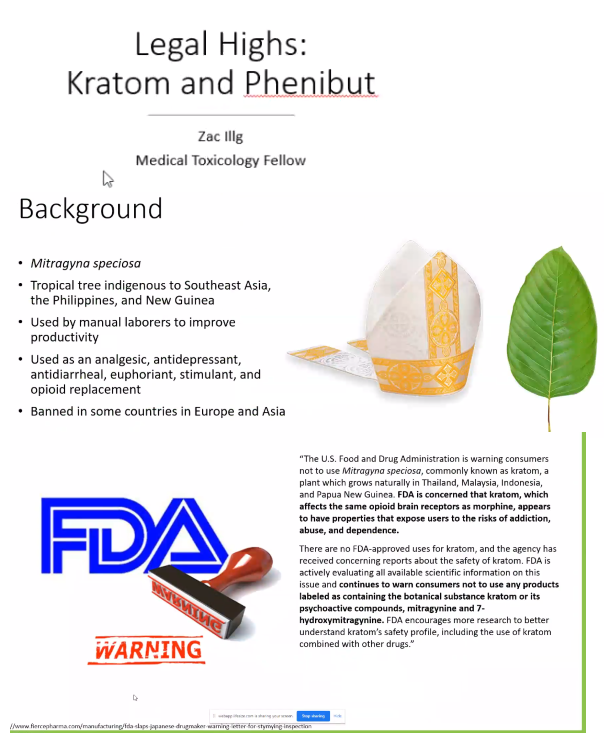 Legal Highs:
Kratom and Phenibut
Zac Illg
Medical Toxicology Fellow
Background
• Mitragyna speciosa
• Tropical tree indigenous to Southeast Asia,
the Philippines, and New Guinea
• Used by manual laborers to improve
productivity
• Used as an analgesic, antidepressant,
antidiarrheal, euphoriant, stimulant, and
opioid replacement
• Banned in some countries in Europe and Asia
FDA
WARNING
WARNING
“The U.S. Food and Drug Administration is warning consumers
not to use Mitragyna speciosa, commonly known as kratom, a
plant which grows naturally in Thailand, Malaysia, Indonesia,
and Papua New Guinea. FDA is concerned that kratom, which
affects the same opioid brain receptors as morphine, appears
to have properties that expose users to the risks of addiction,
abuse, and dependence.
There are no FDA-approved uses for kratom, and the agency has
received concerning reports about the safety of kratom. FDA is
actively evaluating all available scientific information on this
issue and continues to warn consumers not to use any products
labeled as containing the botanical substance kratom or its
psychoactive compounds, mitragynine and 7-
hydroxymitragynine. FDA encourages more research to better
understand kratom’s safety profile, including the use of kratom
combined with other drugs.”
is sharing your screen. Stop sharing Hide
//www.fiercepharma.com/manufacturing/fda-slaps-japanese-drugmaker-warning-letter-for-stymying-inspection